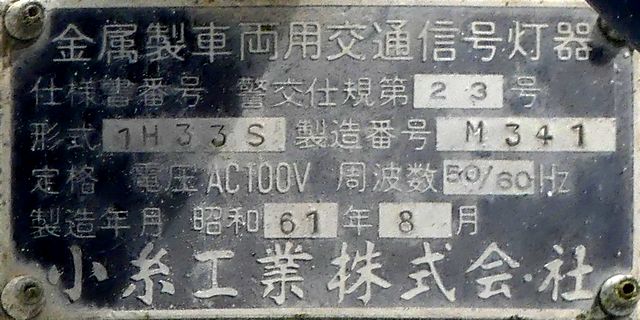 金属製車両用交通信号灯器
仕様書番号 警交仕規第 23 号
形式 1H33S 製造番号 M341
定格 電圧 AC100V 周波数 50/60 Hz
製造年月 昭和 61 年 8 月
小糸工業株式会社